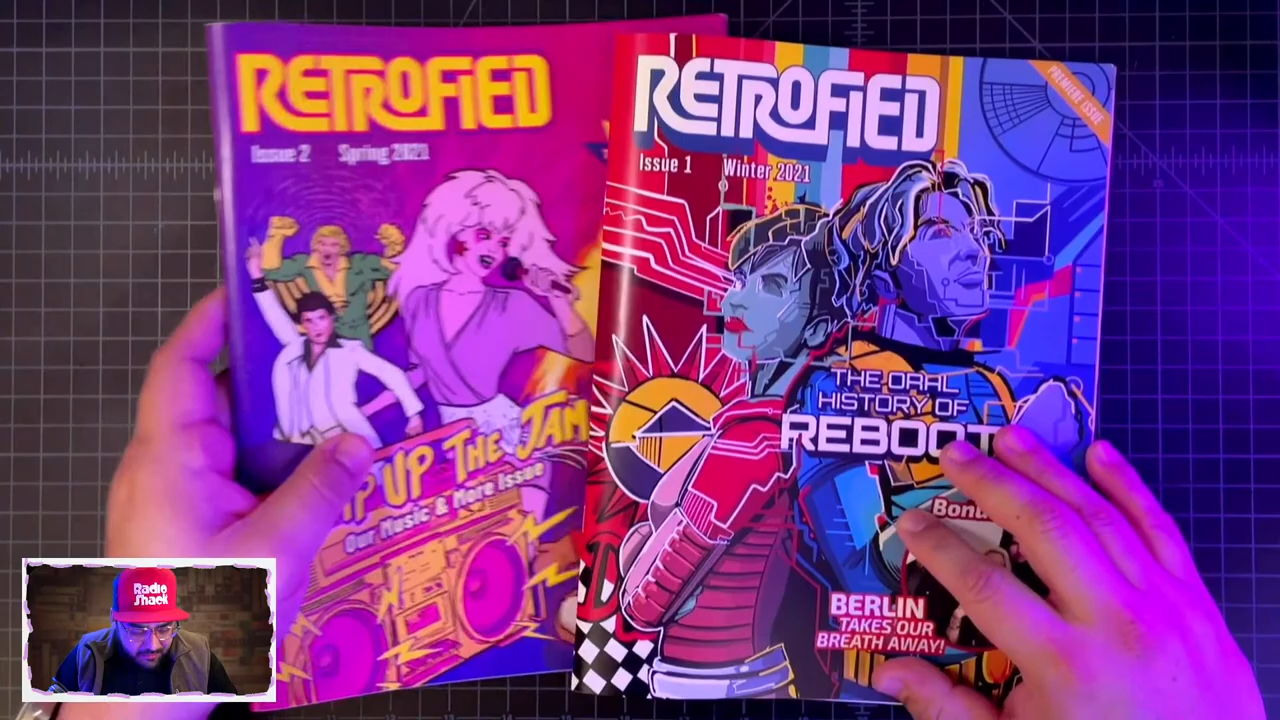 RETROFIED
Issue 2 Spring 2021
UP THE JAM
Our Music & More Issue
RETROFIED
PREMIERE ISSUE
Issue 1 Winter 2021
THE ORAL
HISTORY OF
REBOOT
BERLIN
TAKES OUR
BREATH AWAY!
Radio
Shack